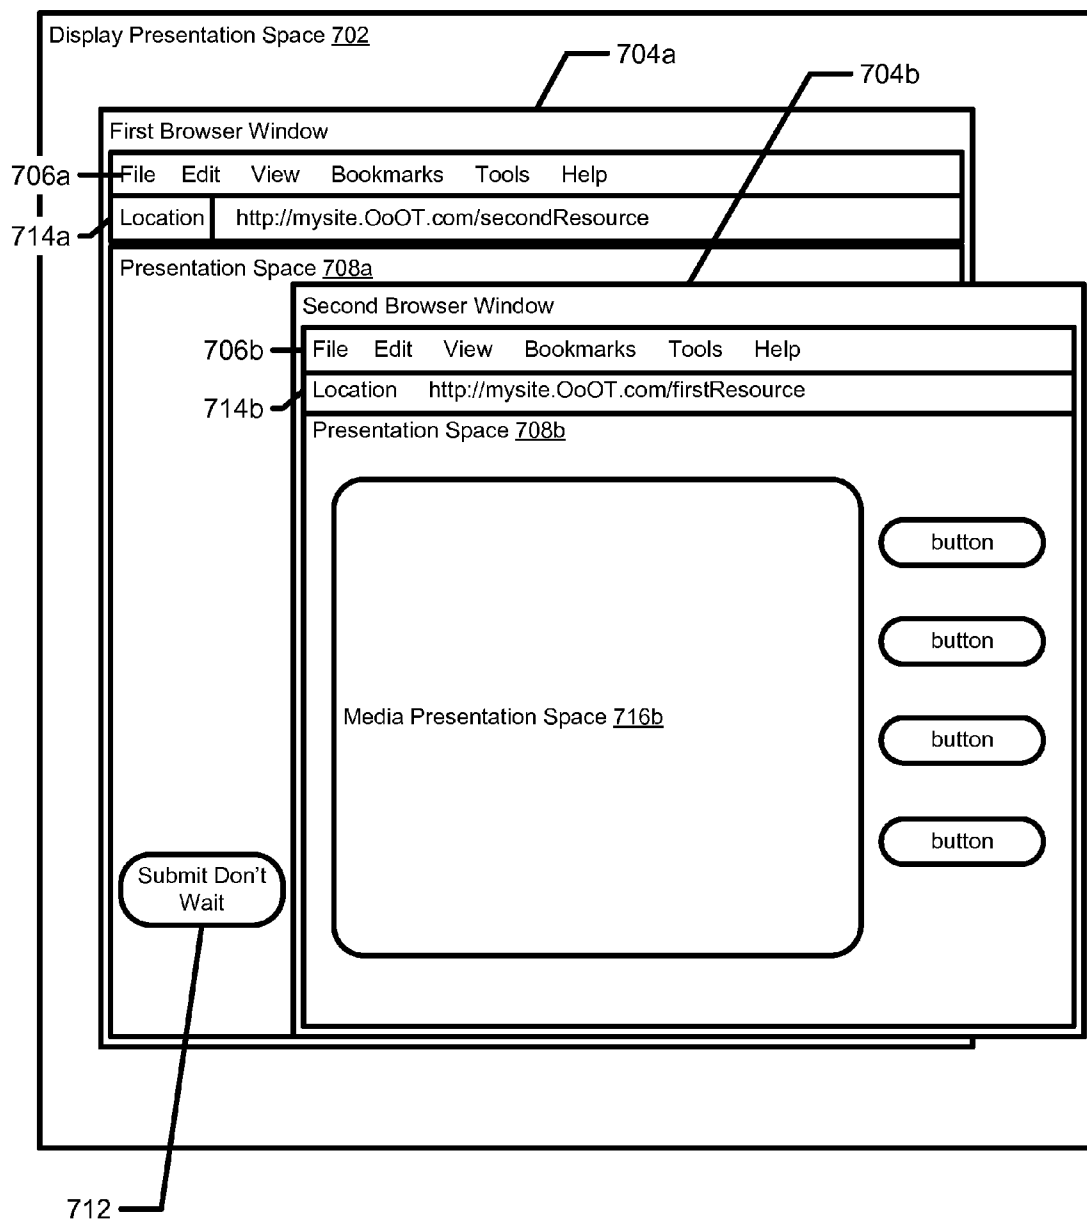 Display Presentation Space 702
704a
704b
First Browser Window
706a
File Edit View Bookmarks Tools Help
714a
Location http://mysite.OoOT.com/secondResource
Presentation Space 708a
Second Browser Window
706b
File Edit View Bookmarks Tools Help
714b
Location http://mysite.OoOT.com/firstResource
Presentation Space 708b
button
button
Media Presentation Space 716b
button
button
Submit Don't
Wait
712